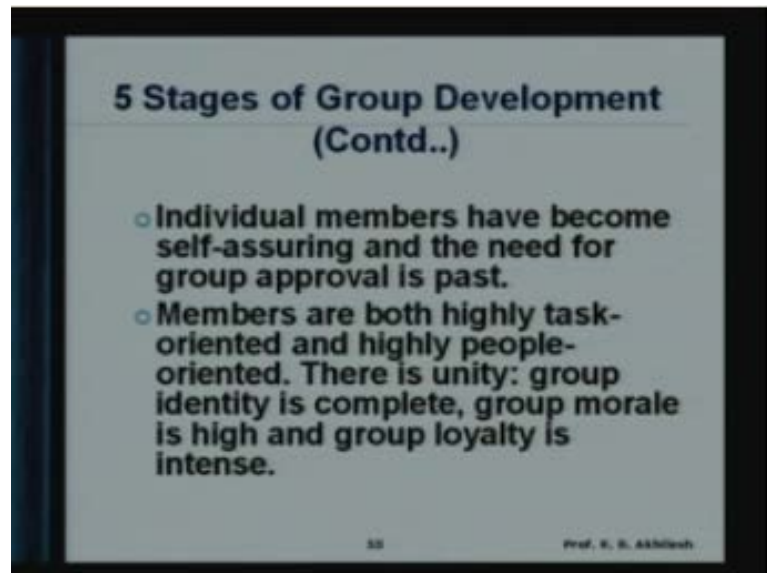 5 Stages of Group Development
(Contd..)
Individual members have become
self-assuring and the need for
group approval is past.
Members are both highly task-
oriented and highly people-
oriented. There is unity: group
identity is complete, group morale
is high and group loyalty is
intense.
Prof. K. B. Akhilesh